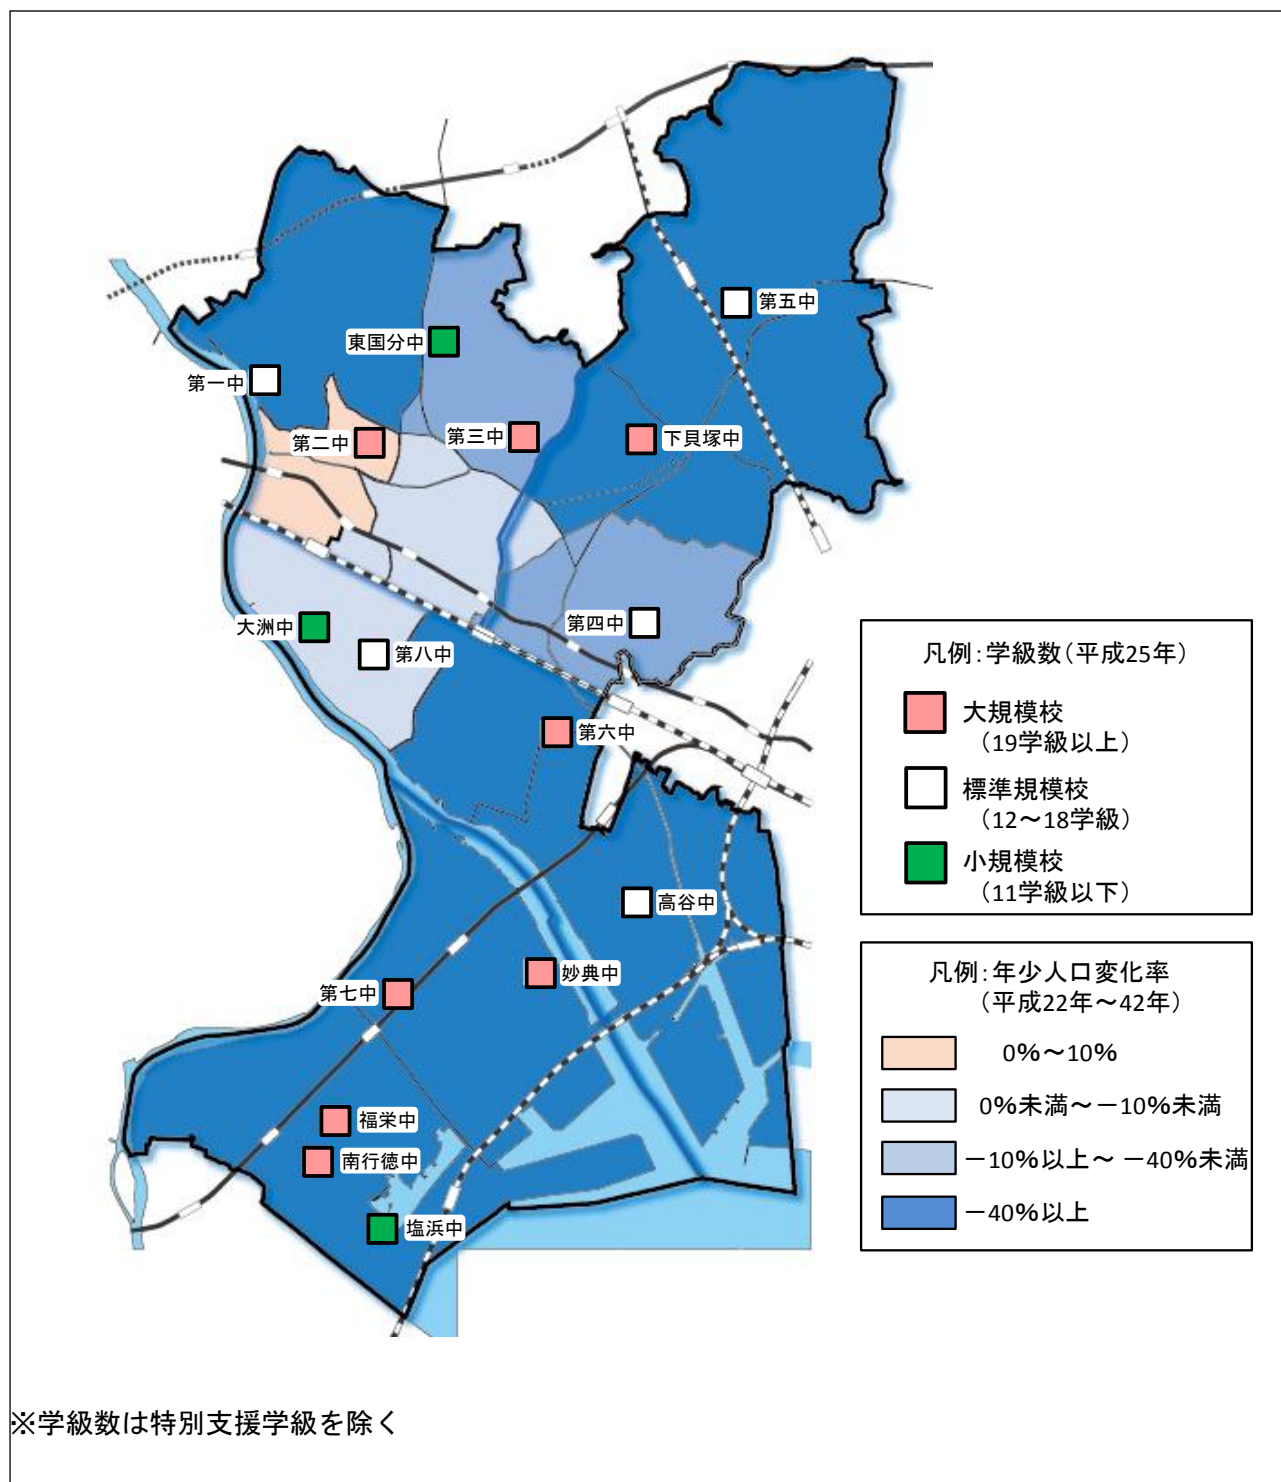 第五中
東国分中
第一中
第二中
第三中
下貝塚中
大洲中
第八中
第四中
第六中
高谷中
第七中
妙典中
福栄中
南行徳中
塩浜中
凡例:学級数(平成25年)
大規模校
(19学級以上)
標準規模校
(12~18学級)
小規模校
(11学級以下)
凡例:年少人口変化率
(平成22年~42年)
0%~10%
0%未満~-10%未満
-10%以上~ -40%未満
-40%以上
※学級数は特別支援学級を除く